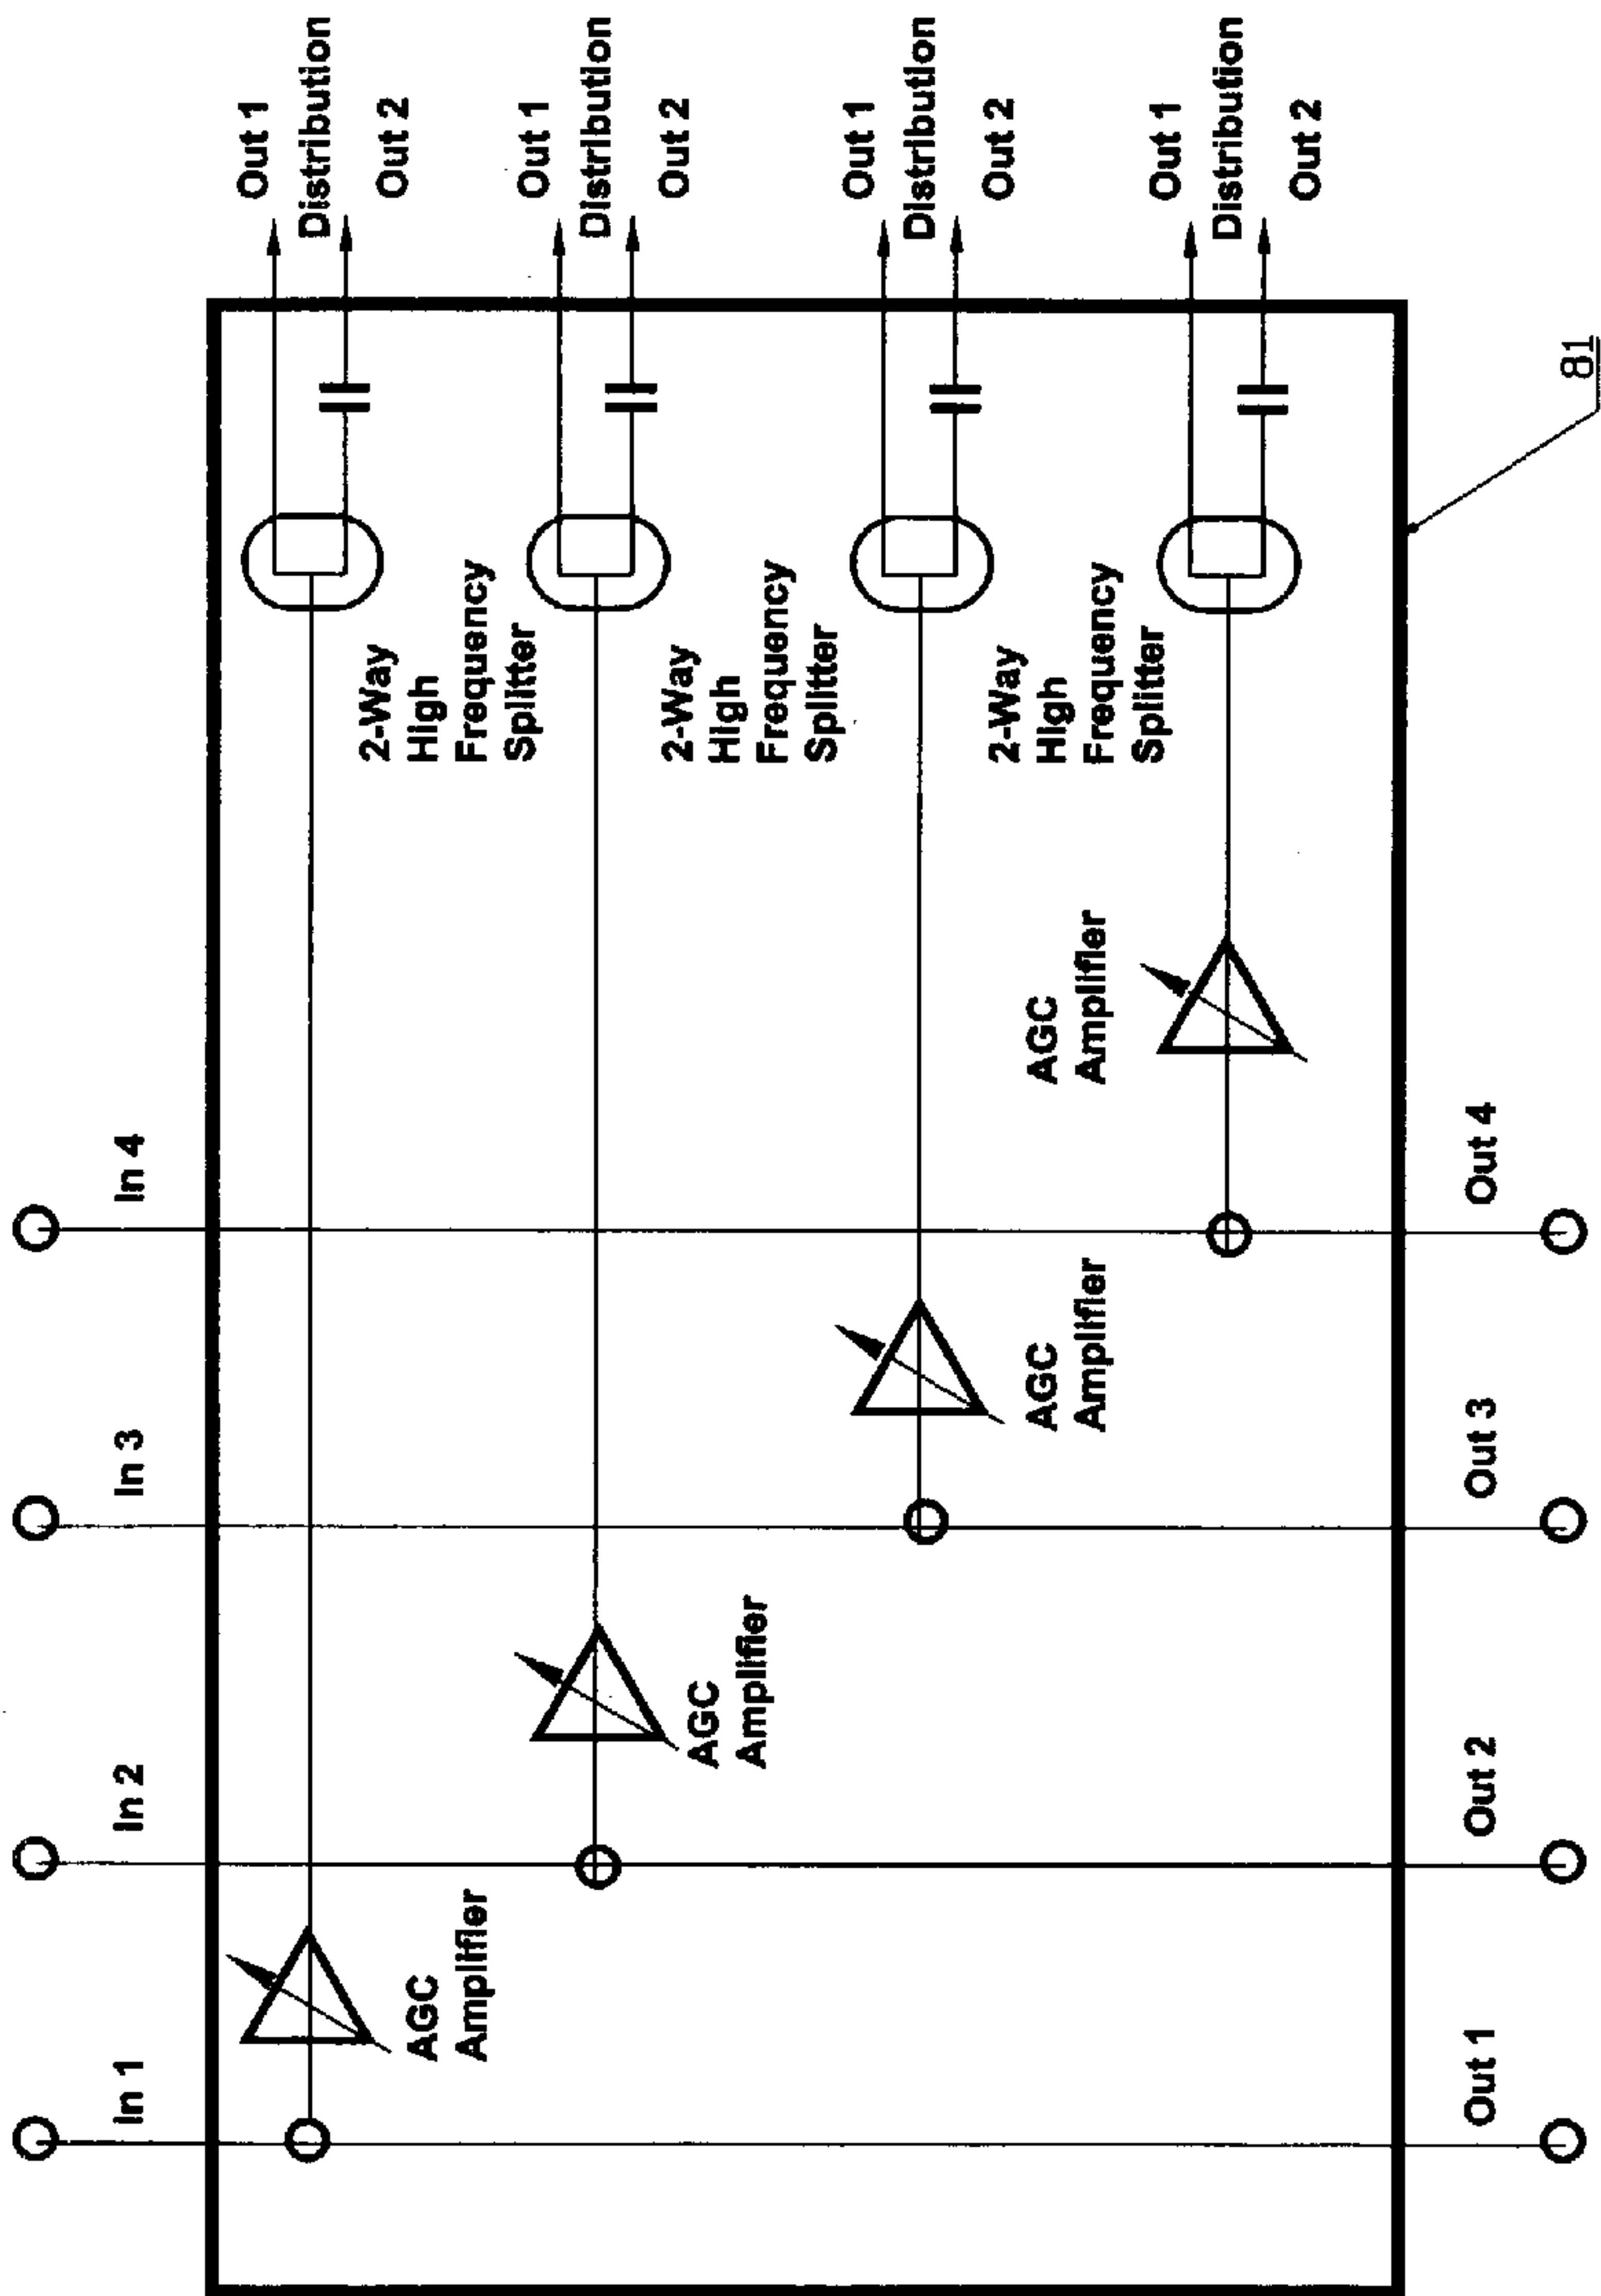 In 1
In 2
In 3
In 4
AGC
Amplifier
AGC
Amplifier
AGC
Amplifier
AGC
Amplifier
2-Way
High
Frequency
Splitter
2-Way
High
Frequency
Splitter
2-Way
High
Frequency
Splitter
Out 1
Distribution
Out 2
Out 1
Distribution
Out 2
Out 1
Distribution
Out 2
Out 1
Distribution
Out 2
Out 1
Out 2
Out 3
Out 4
81